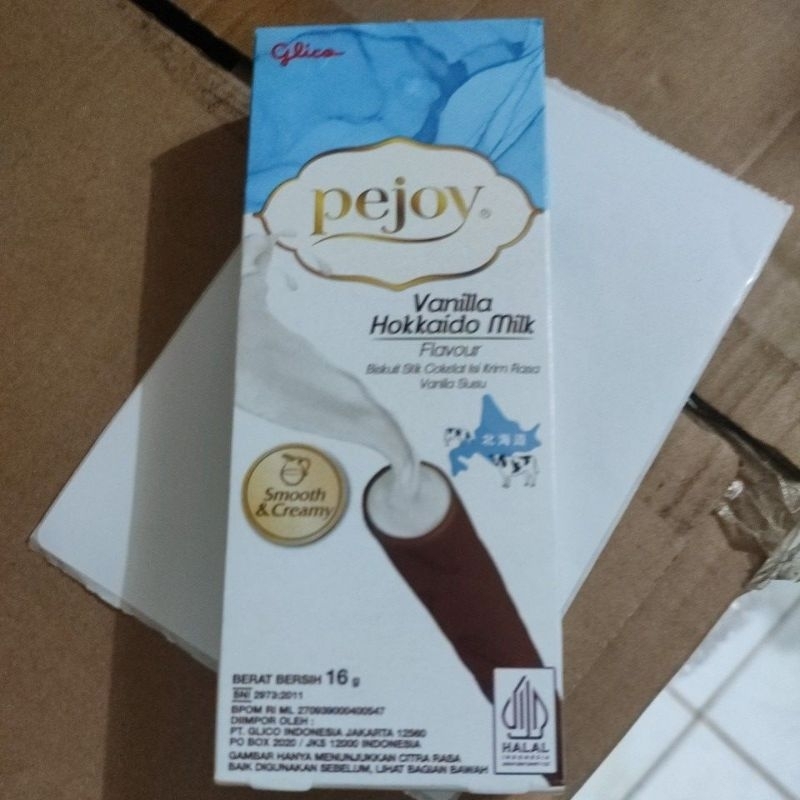 Glico
pejoy®
Vanilla
Hokkaido Milk
Flavour
Biskuit Stik Cokelat Isi Krim Rasa
Vanila Susu
北海道
Smooth
& Creamy
BERAT BERSIH 16 g
SNI 2973:2011
BPOM RI ML 270939000400547
DIIMPOR OLEH :
PT. GLICO INDONESIA JAKARTA 12560
PO BOX 2020 / JKS 12000 INDONESIA
GAMBAR HANYA MENUNJUKKAN CITRA RASA
BAIK DIGUNAKAN SEBELUM, LIHAT BAGIAN BAWAH
HALAL
INDONESIA